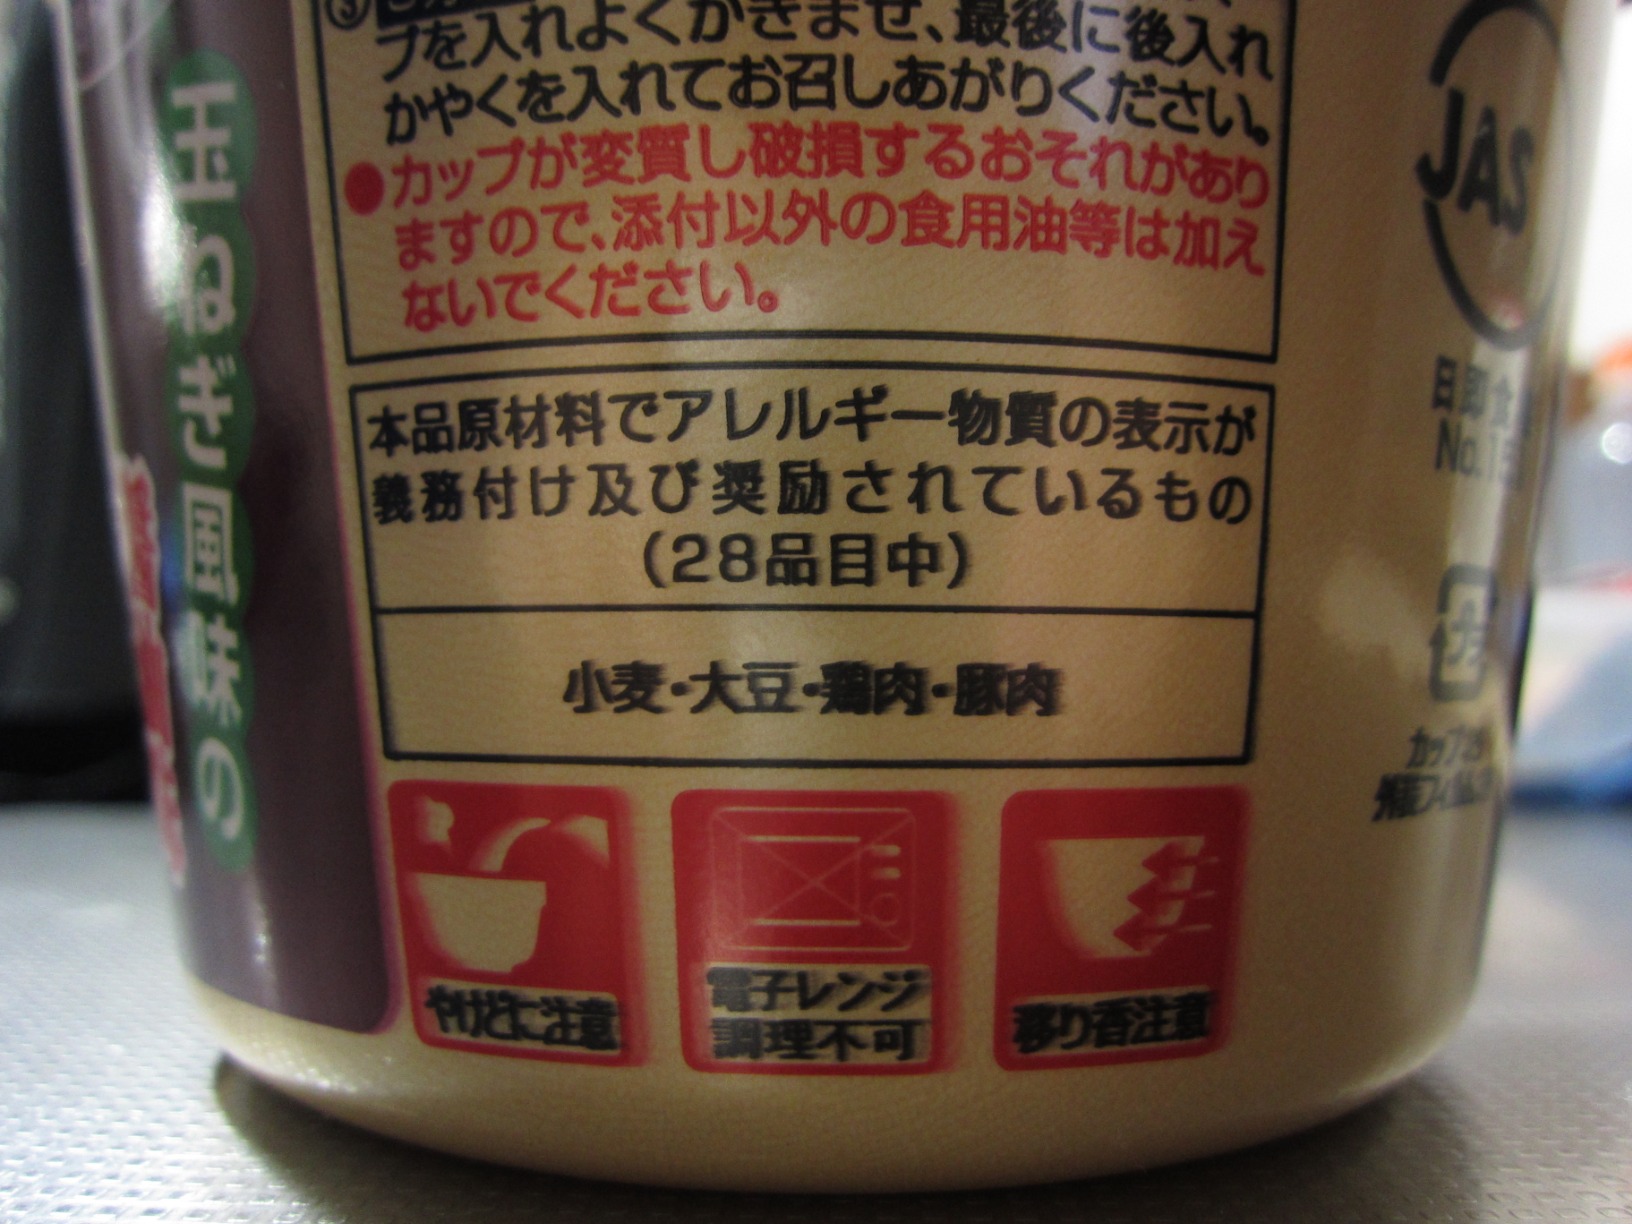 プを入れよくかきませ、最後に後入れ
かやくを入れてお召しあがりください。
●カップが変質し破損するおそれがあり
ますので、添付以外の食用油等は加え
ないでください。
本品原材料でアレルギー物質の表示が
義務付け及び奨励されているもの
(28品目中)
小麦・大豆・鶏肉・豚肉
やけどに注意
電子レンジ
調理不可
移り香注意
玉ねぎ風味の
JAS
No.